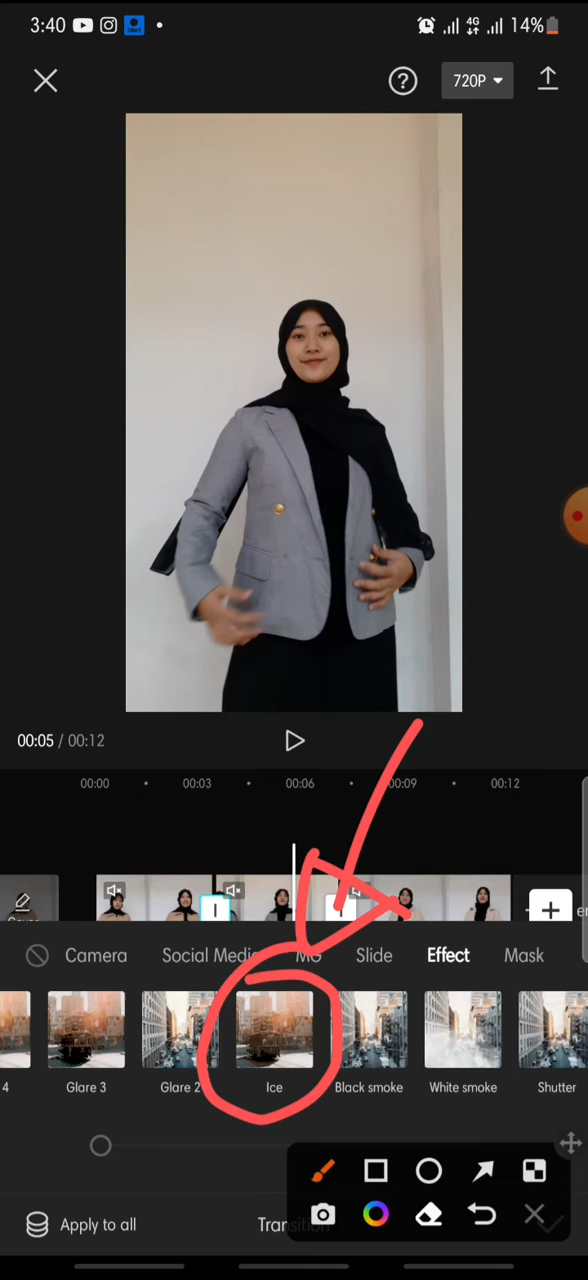 3:40
4G
14%
720P
00:05 / 00:12
00:00
00:03
00:06
00:09
00:12
Camera
Social Media
MG
Slide
Effect
Mask
4
Glare 3
Glare 2
Ice
Black smoke
White smoke
Shutter
Apply to all
Transition